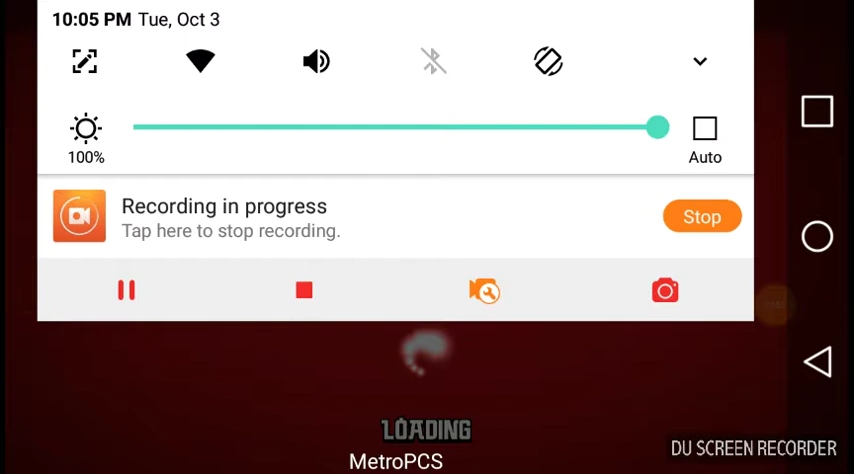 10:05 PM Tue, Oct 3
100%
Auto
Recording in progress
Tap here to stop recording.
Stop
LOADING
MetroPCS
DU SCREEN RECORDER